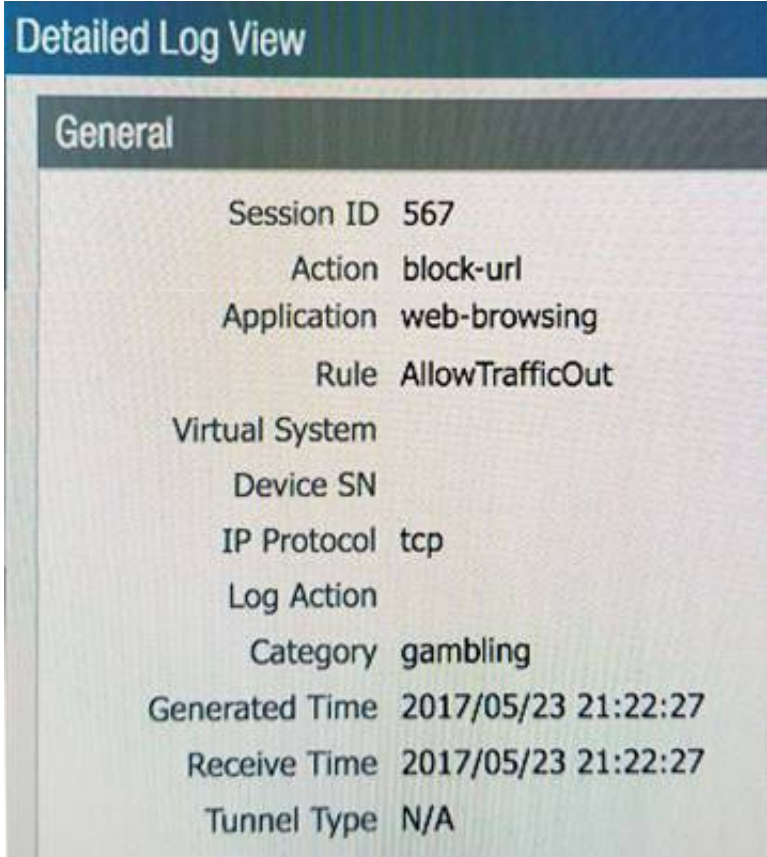 Detailed Log View
General
Session ID 567
Action block-url
Application web-browsing
Rule AllowTrafficOut
Virtual System
Device SN
IP Protocol tcp
Log Action
Category gambling
Generated Time 2017/05/23 21:22:27
Receive Time 2017/05/23 21:22:27
Tunnel Type N/A